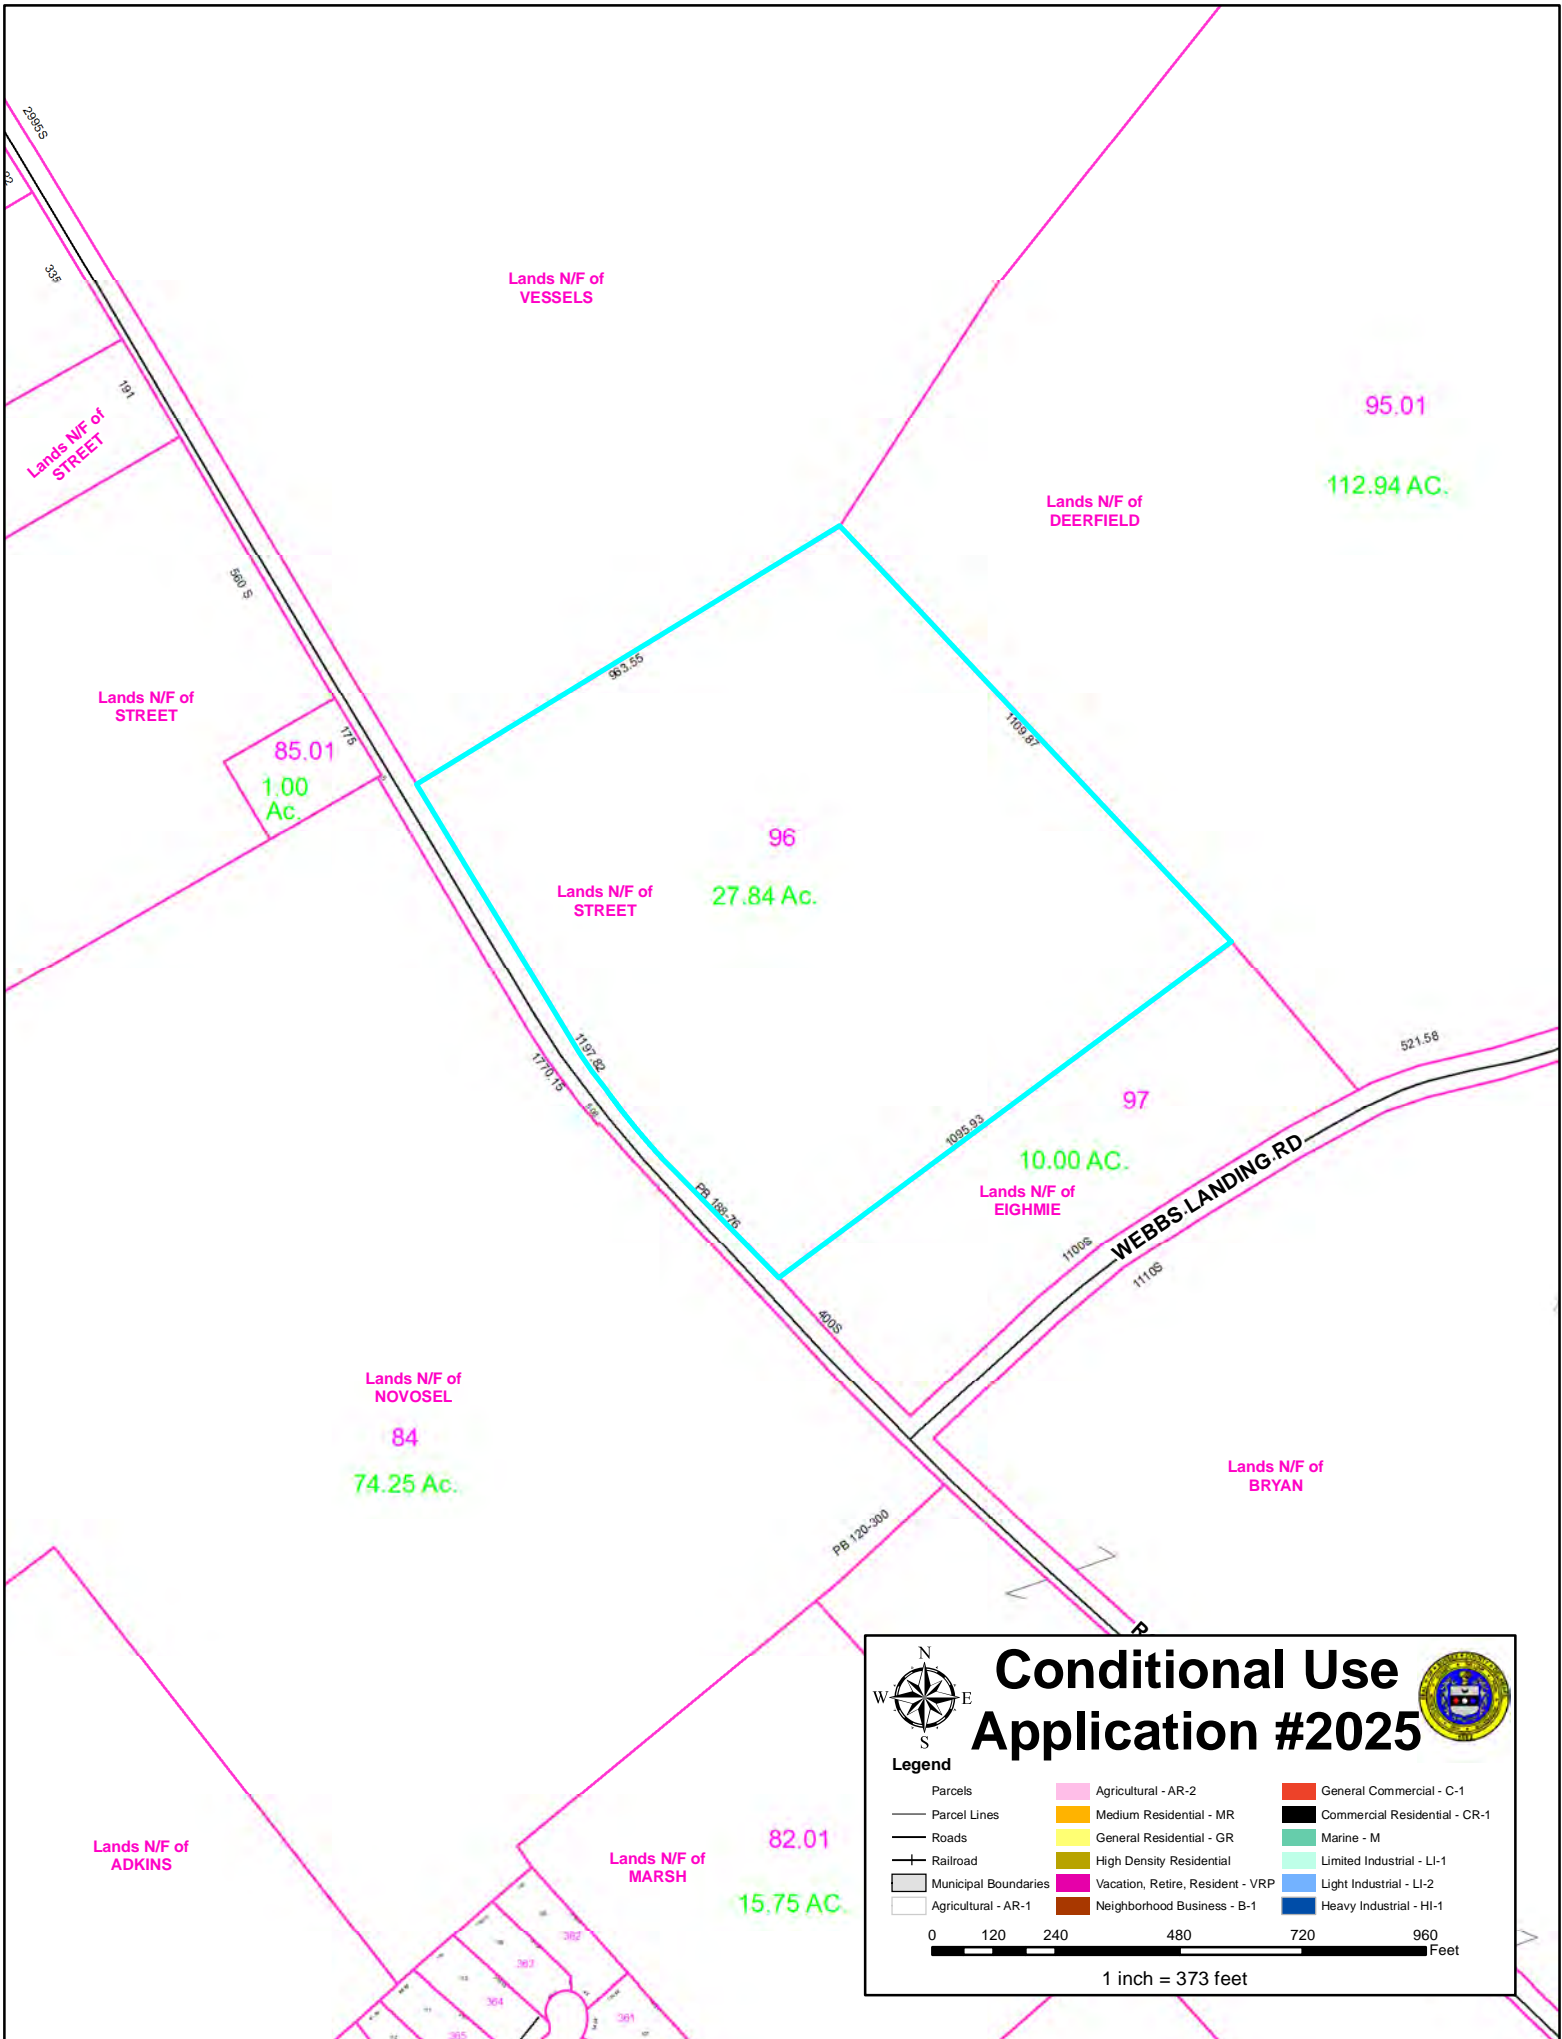 2995S
335
Lands N/F of
VESSELS
191
Lands N/F of
STREET
95.01
112.94 AC.
Lands N/F of
DEERFIELD
560 S
963.55
Lands N/F of
STREET
175
85.01
1.00
Ac.
1109.87
96
27.84 Ac.
Lands N/F of
STREET
1197.82
1770.15
521.58
97
1095.93
10.00 AC.
Lands N/F of
EIGHMIE
WEBBS LANDING RD
PB 188-76
1100S
1110S
400S
Lands N/F of
NOVOSEL
84
74.25 Ac.
Lands N/F of
BRYAN
PB 120-300
R
Lands N/F of
ADKINS
Lands N/F of
MARSH
82.01
15.75 AC.
382
383
364
361
365
N
W E
S
Conditional Use
Application #2025
Legend
Parcels
Parcel Lines
Roads
Railroad
Municipal Boundaries
Agricultural - AR-1
Agricultural - AR-2
Medium Residential - MR
General Residential - GR
High Density Residential
Vacation, Retire, Resident - VRP
Neighborhood Business - B-1
General Commercial - C-1
Commercial Residential - CR-1
Marine - M
Limited Industrial - LI-1
Light Industrial - LI-2
Heavy Industrial - HI-1
0 120 240 480 720 960
Feet
1 inch = 373 feet